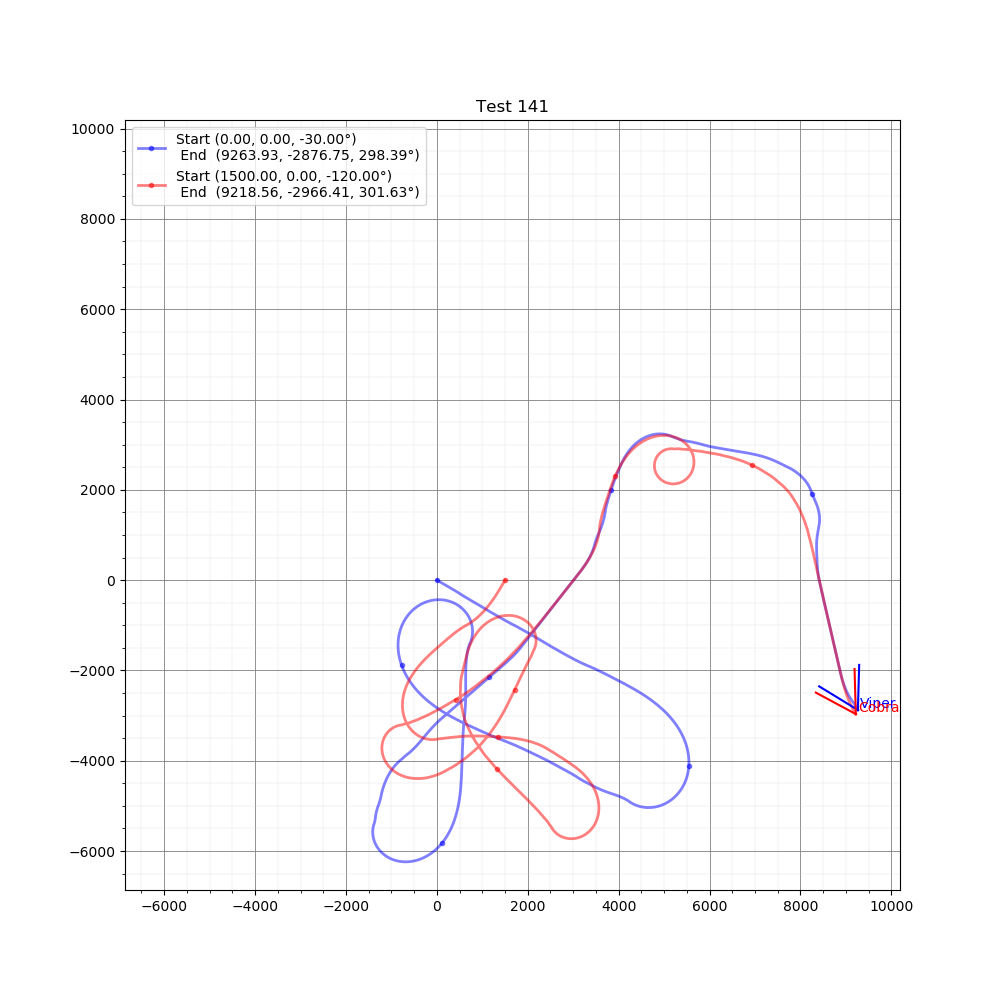 Test 141
Start (0.00, 0.00, -30.00°)
End (9263.93, -2876.75, 298.39°)
Start (1500.00, 0.00, -120.00°)
End (9218.56, -2966.41, 301.63°)
10000
8000
6000
4000
2000
0
−2000
−4000
−6000
Viper
Cobra
−6000 −4000 −2000 0 2000 4000 6000 8000 10000